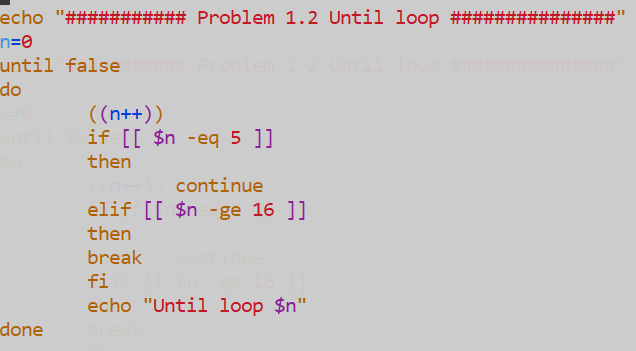 echo "########### Problem 1.2 Until loop ###############"
n=0
until false
do
        ((n++))
        if [[ $n -eq 5 ]]
        then
                continue
        elif [[ $n -ge 16 ]]
        then
        break
        fi
        echo "Until loop $n"
done